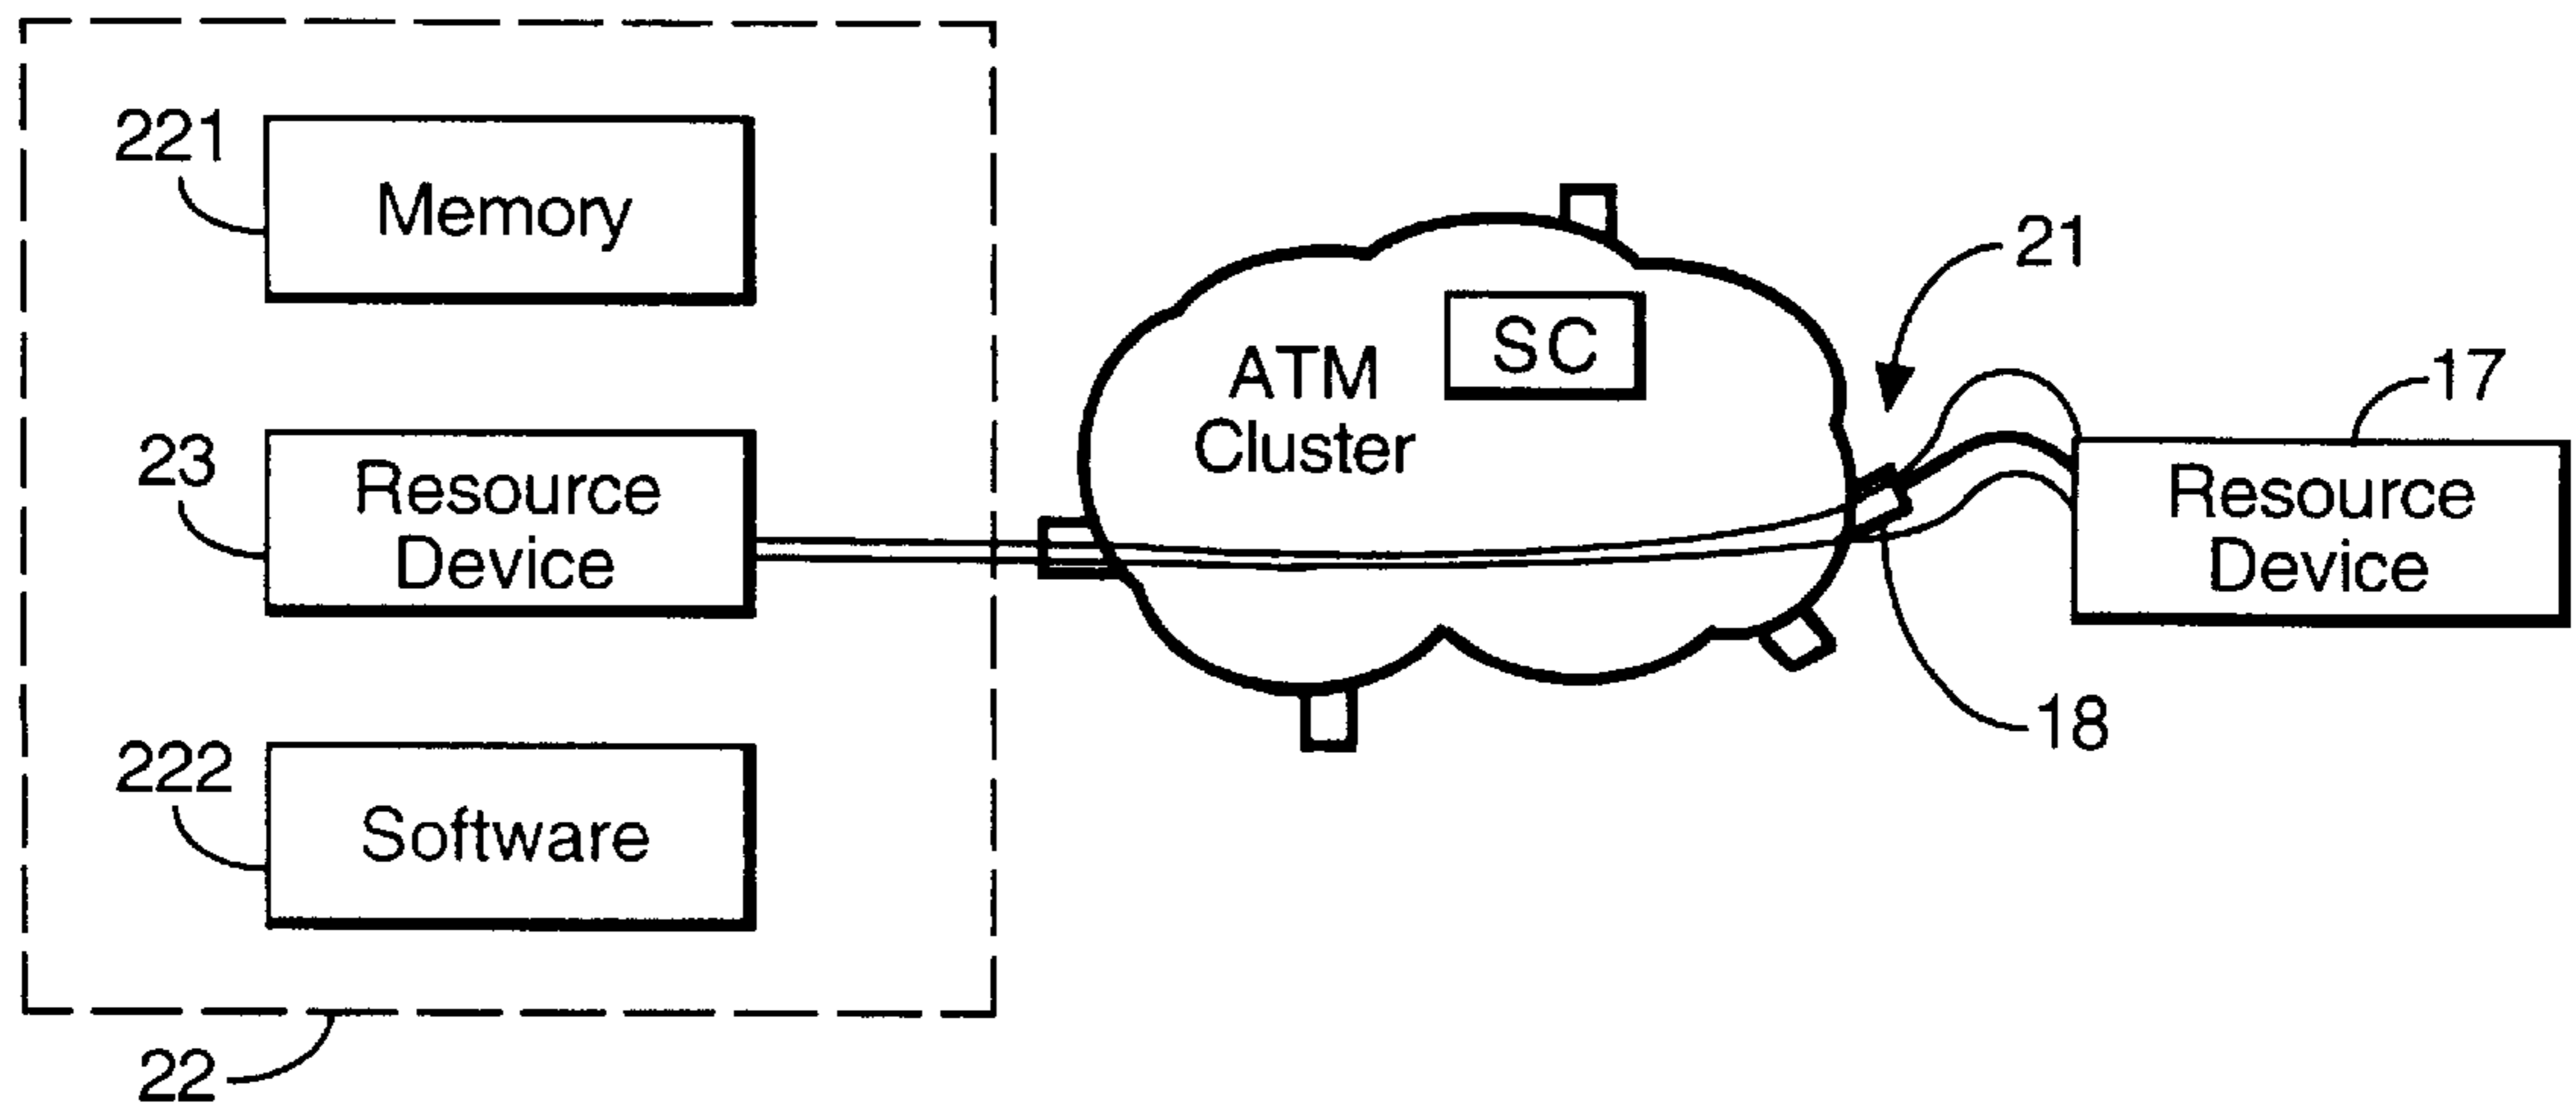 221
Memory
23
Resource
Device
222
Software
22
ATM
Cluster
SC
21
18
17
Resource
Device